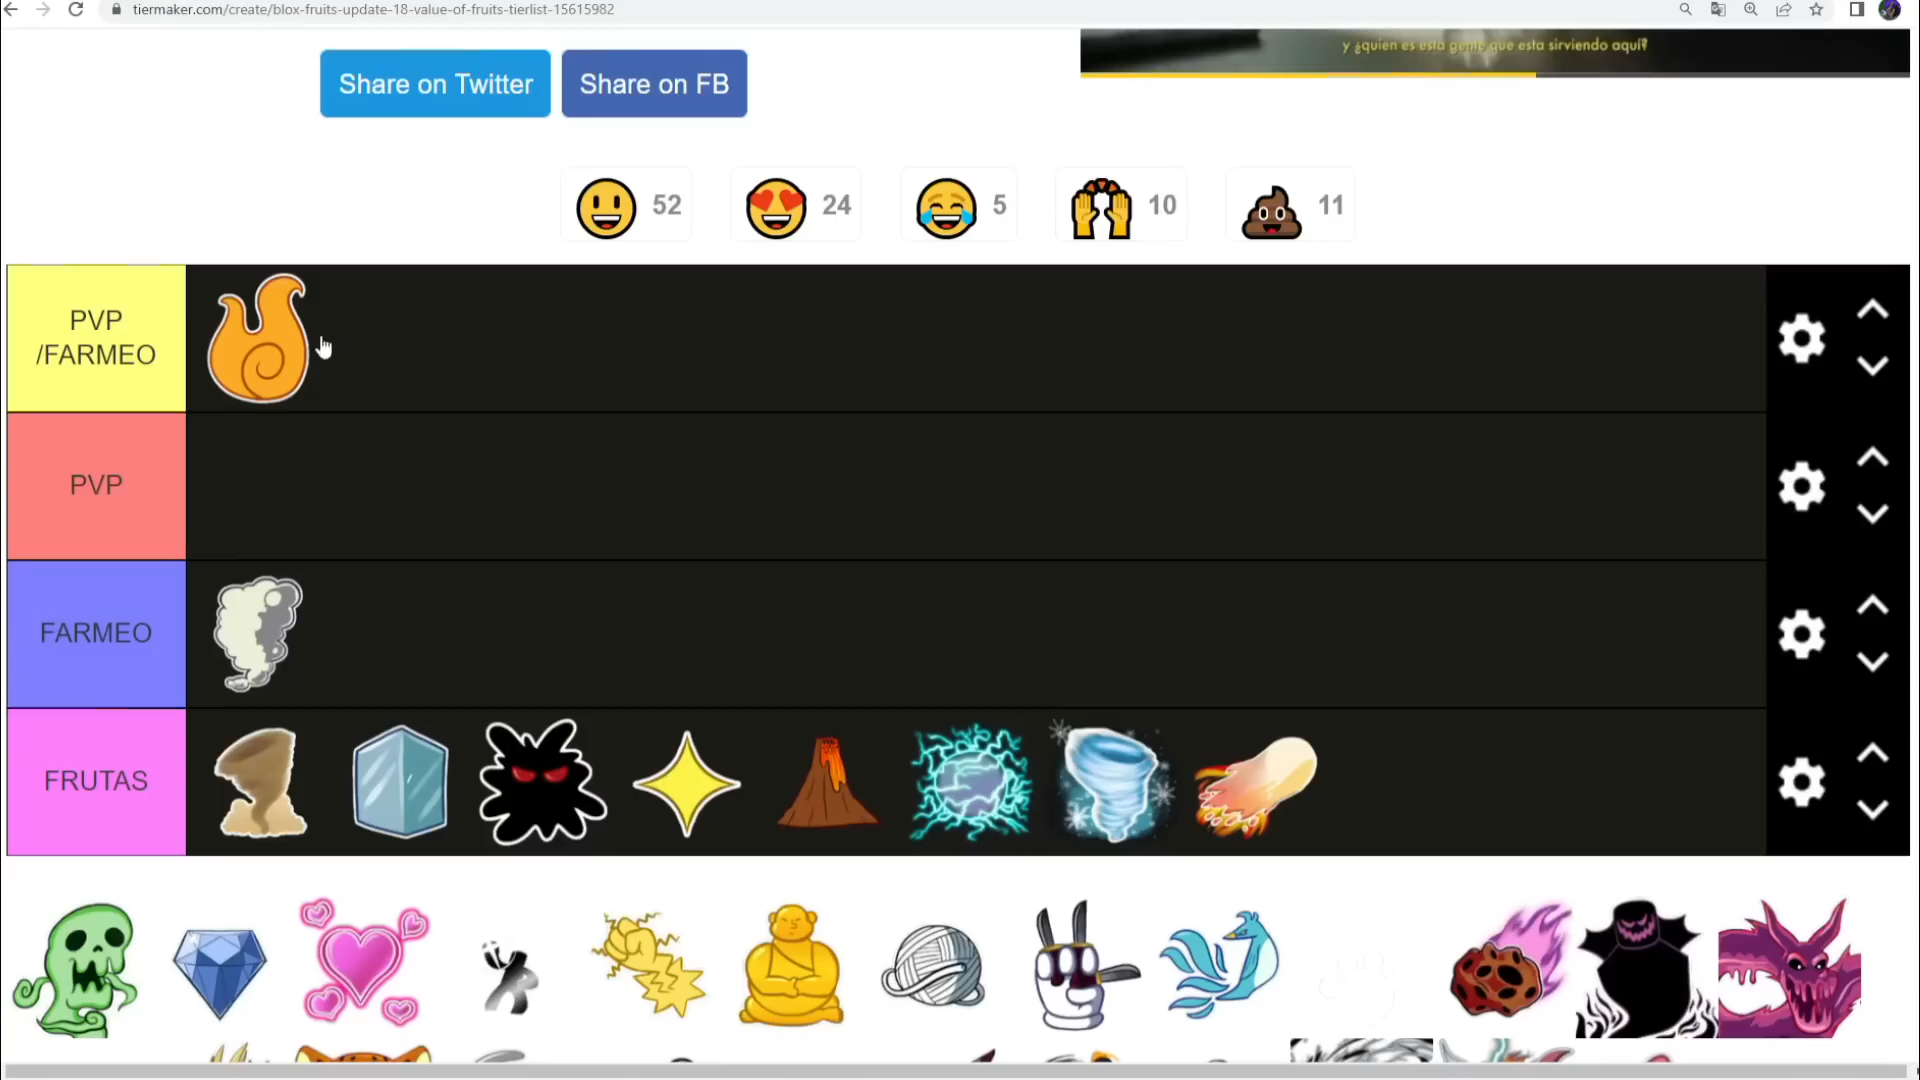 tiermaker.com/create/blox-fruits-update-18-value-of-fruits-tierlist-15615982
y ¿quien es esta gente que esta sirviendo aquí?
Share on Twitter
Share on FB
52
24
5
10
11
PVP
/FARMEO
PVP
FARMEO
FRUTAS